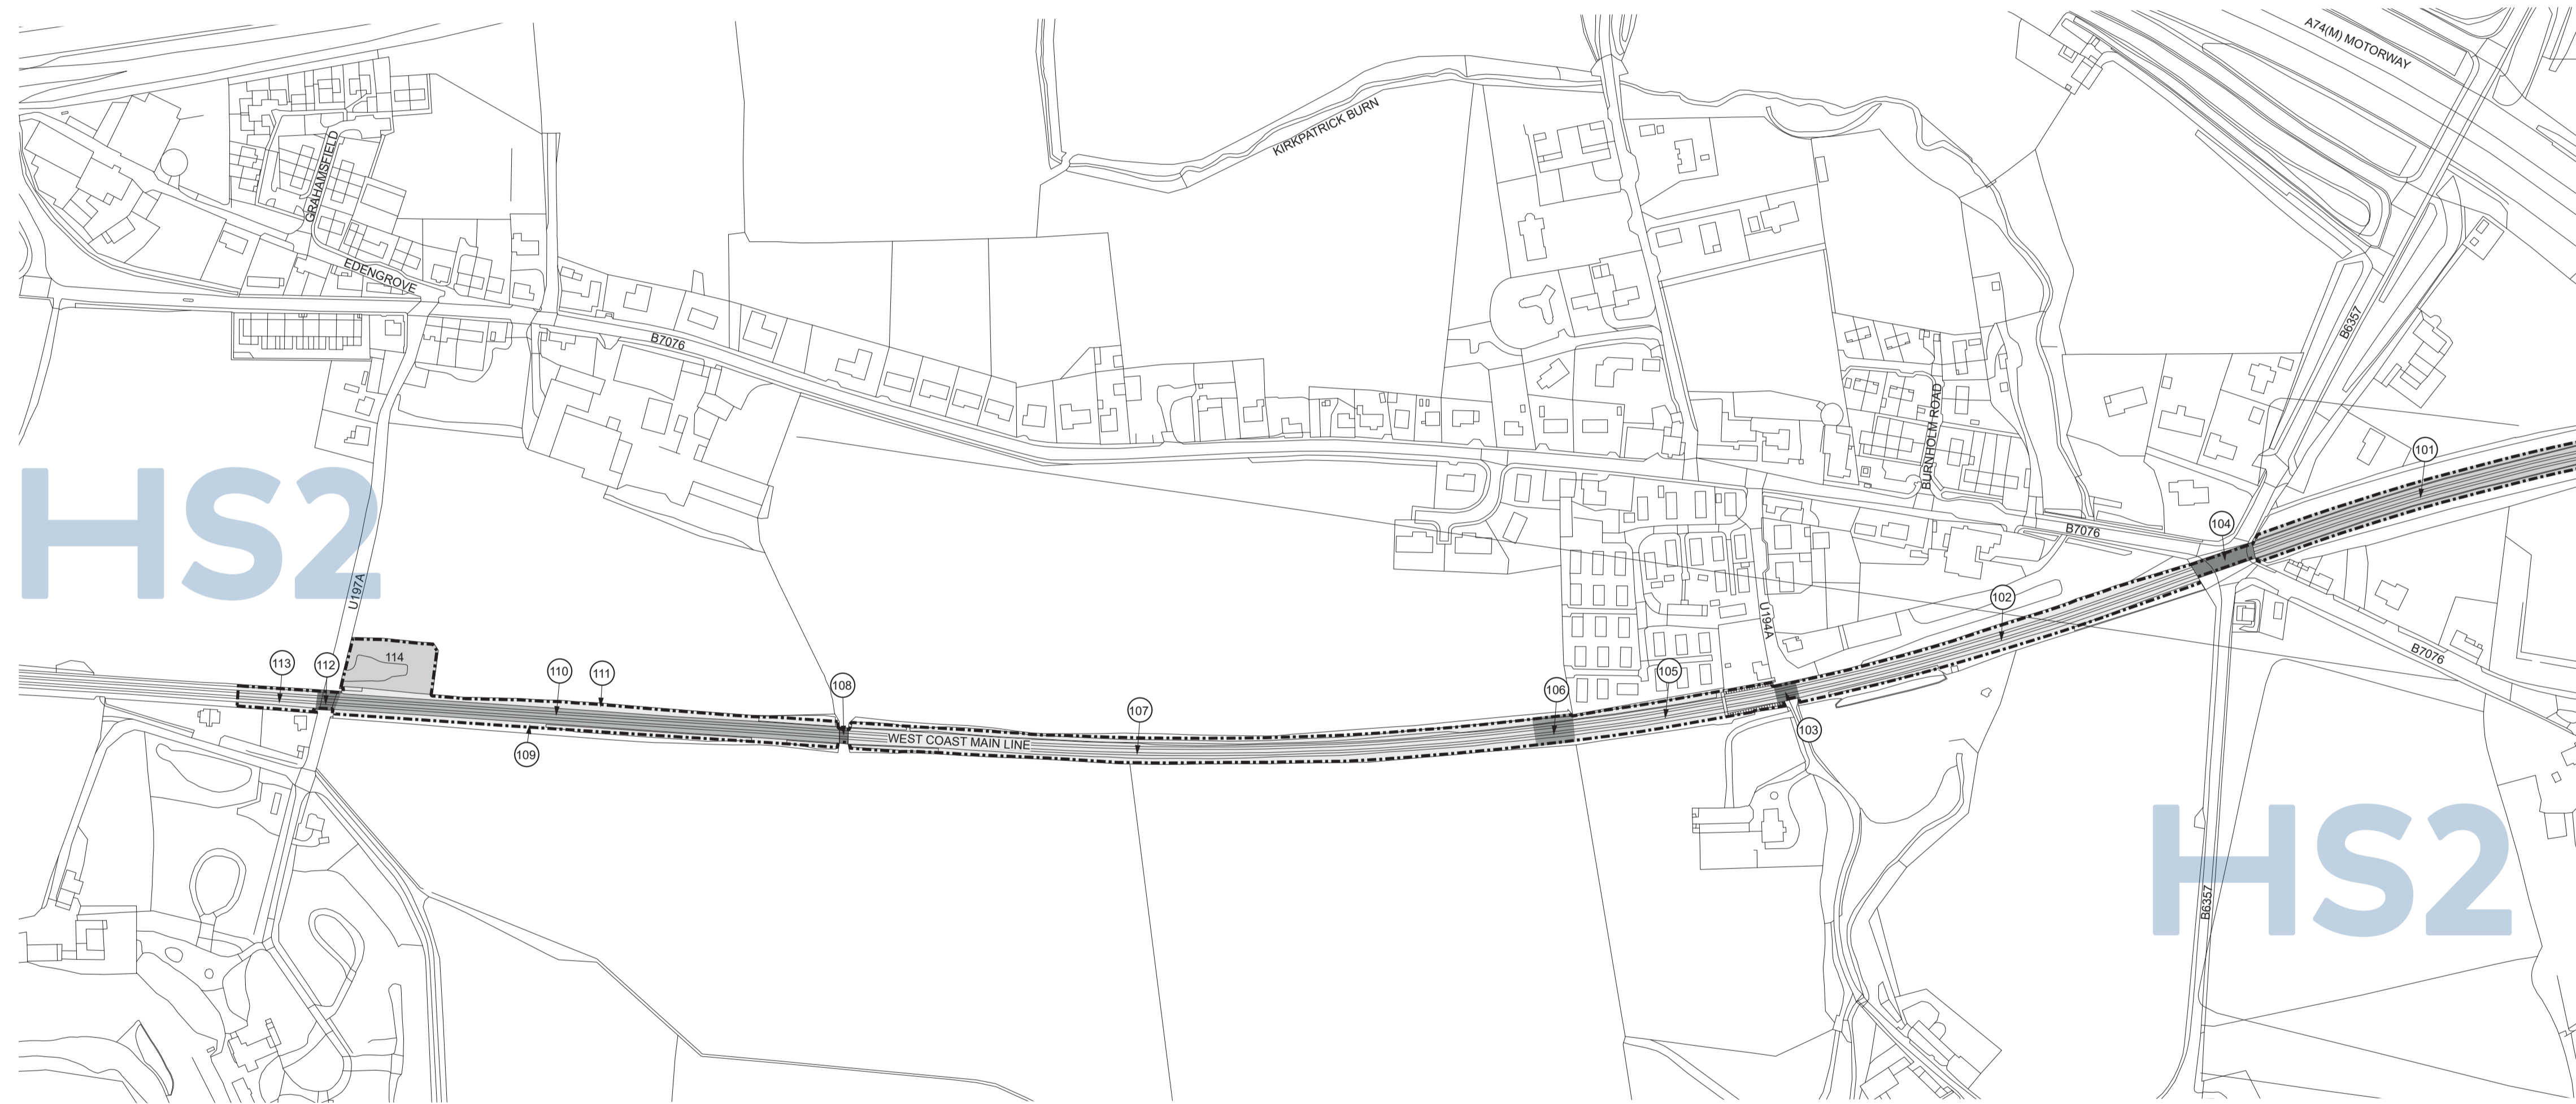 A74(M) MOTORWAY
KIRKPATRICK BURN
GRAHAMSFIELD
EDENGROVE
B7076
B6357
BURNHOLM ROAD
101
HS2
104
B7076
U197A
102
U194A
B7076
114
113
112
110
111
108
105
106
107
103
WEST COAST MAIN LINE
109
HS2
B6357